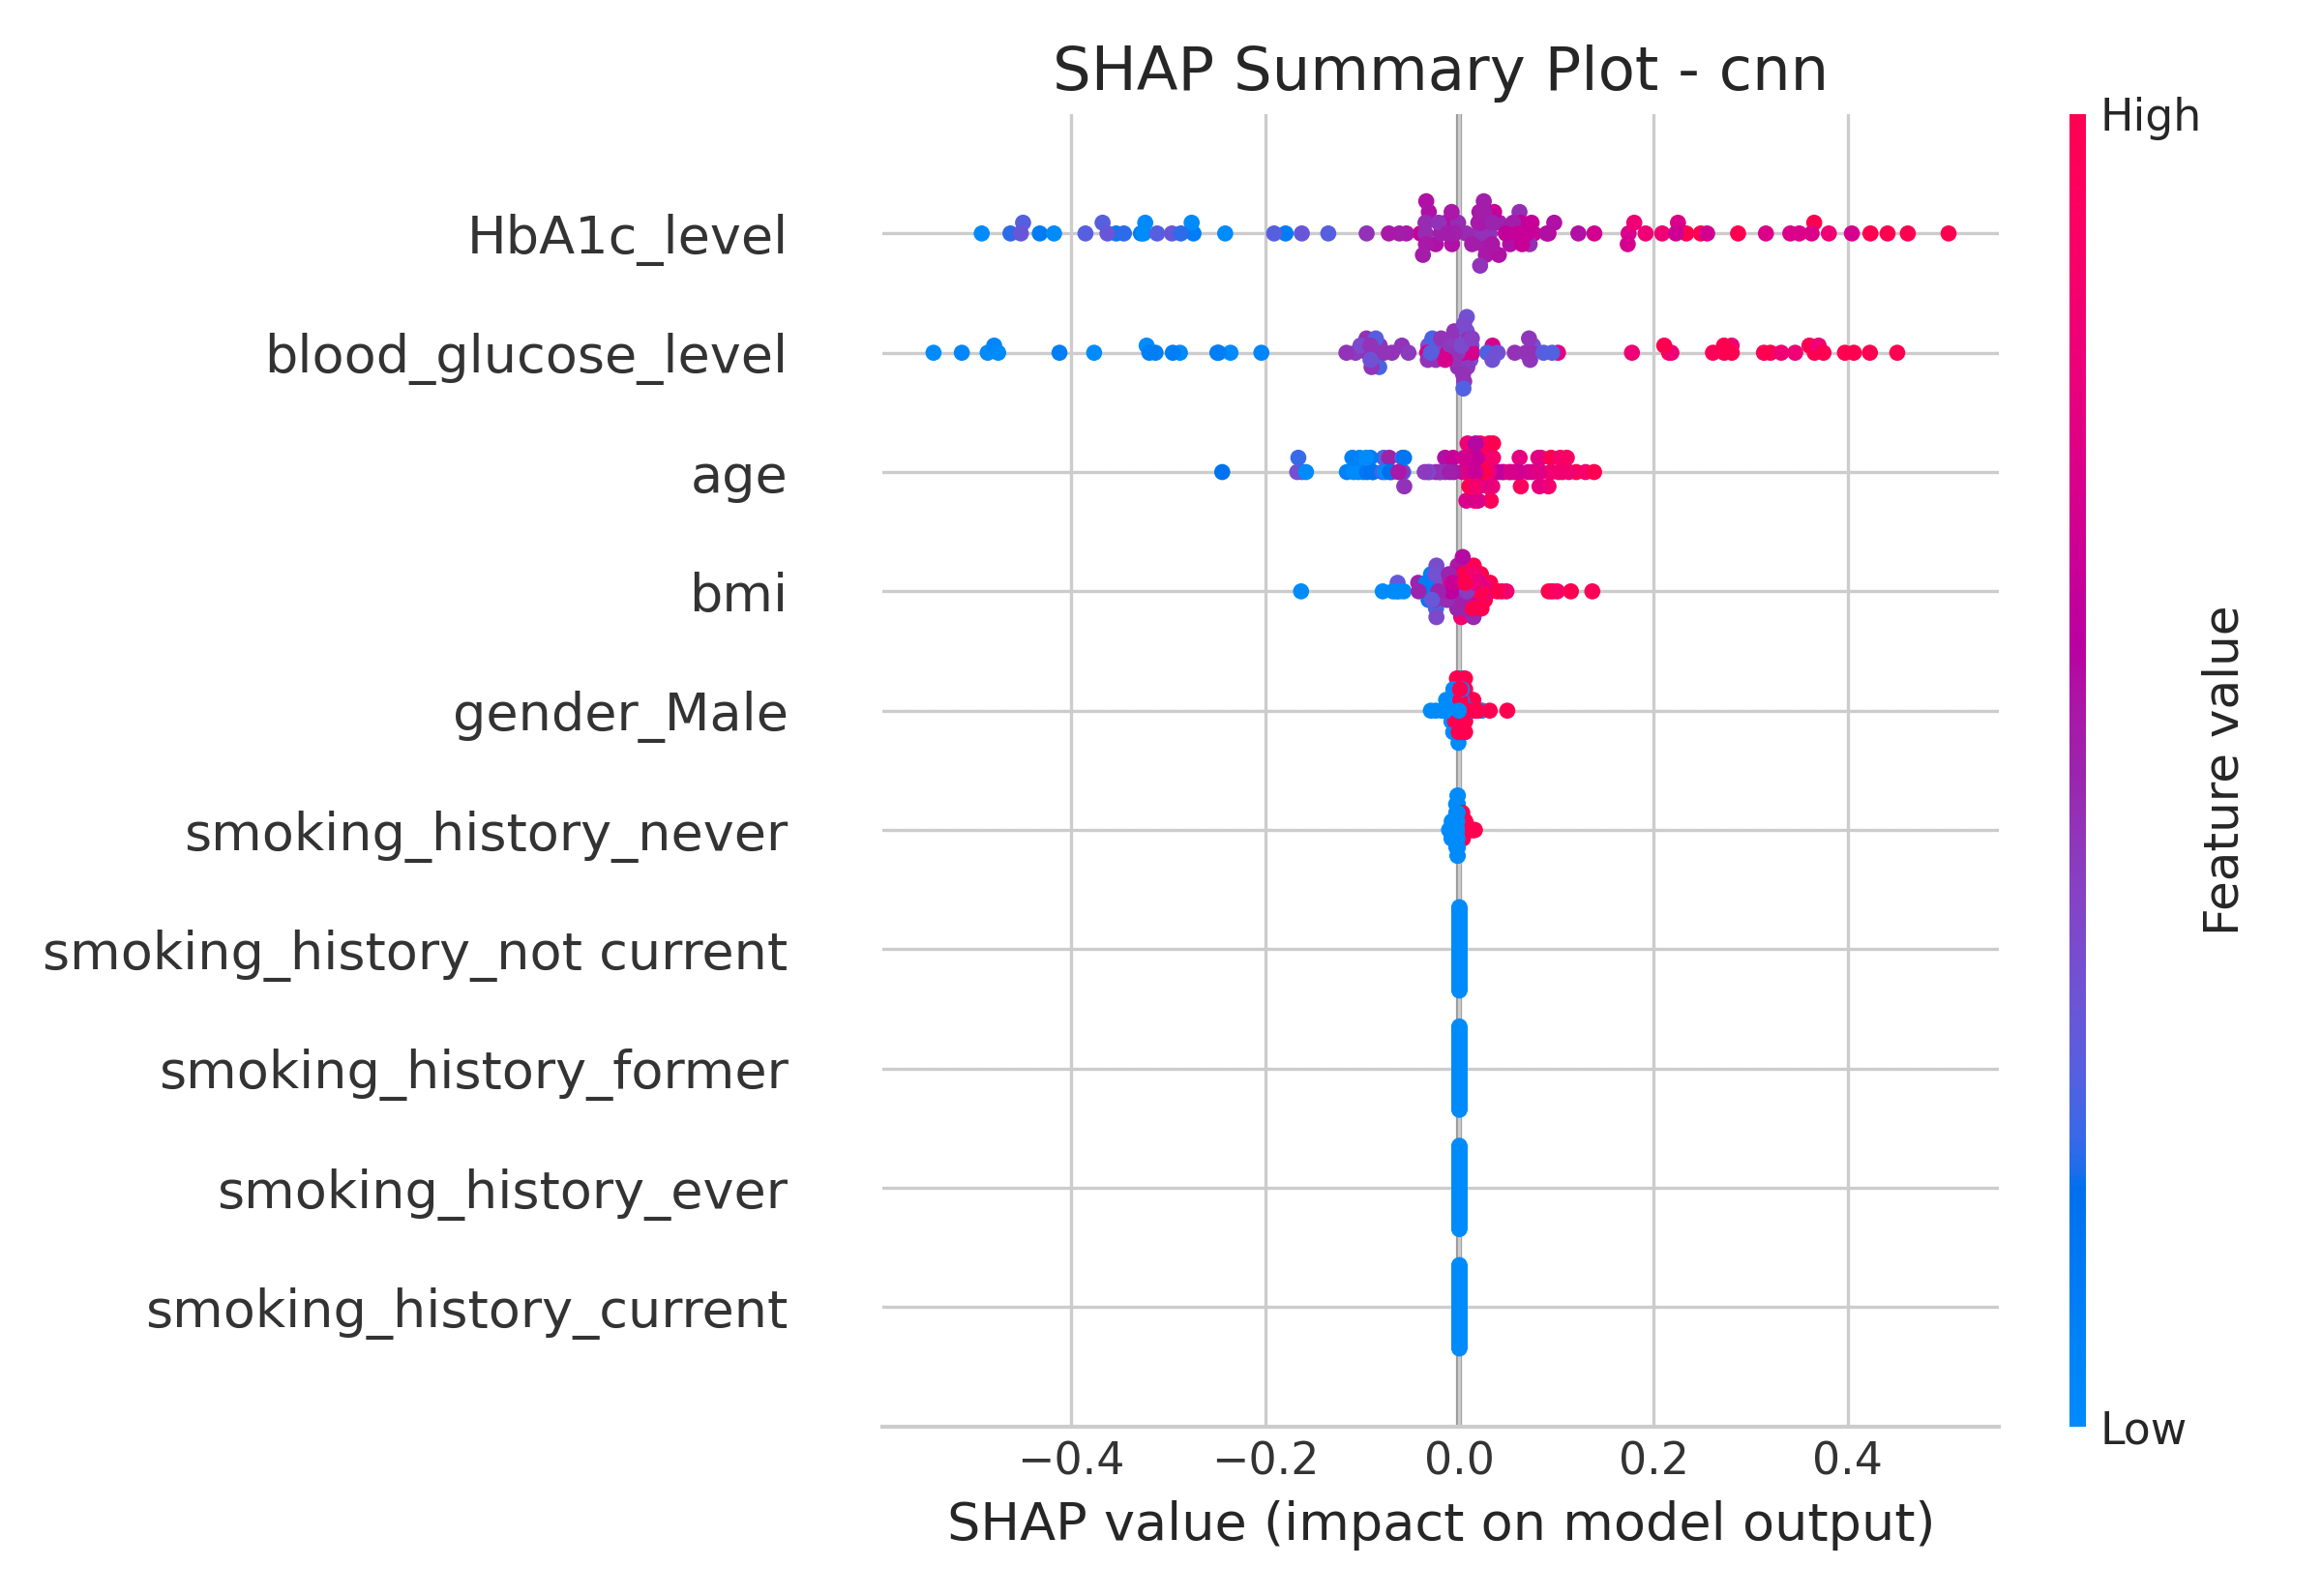 SHAP Summary Plot - cnn
High
HbA1c_level
blood_glucose_level
age
bmi
gender_Male
smoking_history_never
smoking_history_not current
smoking_history_former
smoking_history_ever
smoking_history_current
Feature value
Low
−0.4 −0.2 0.0 0.2 0.4
SHAP value (impact on model output)